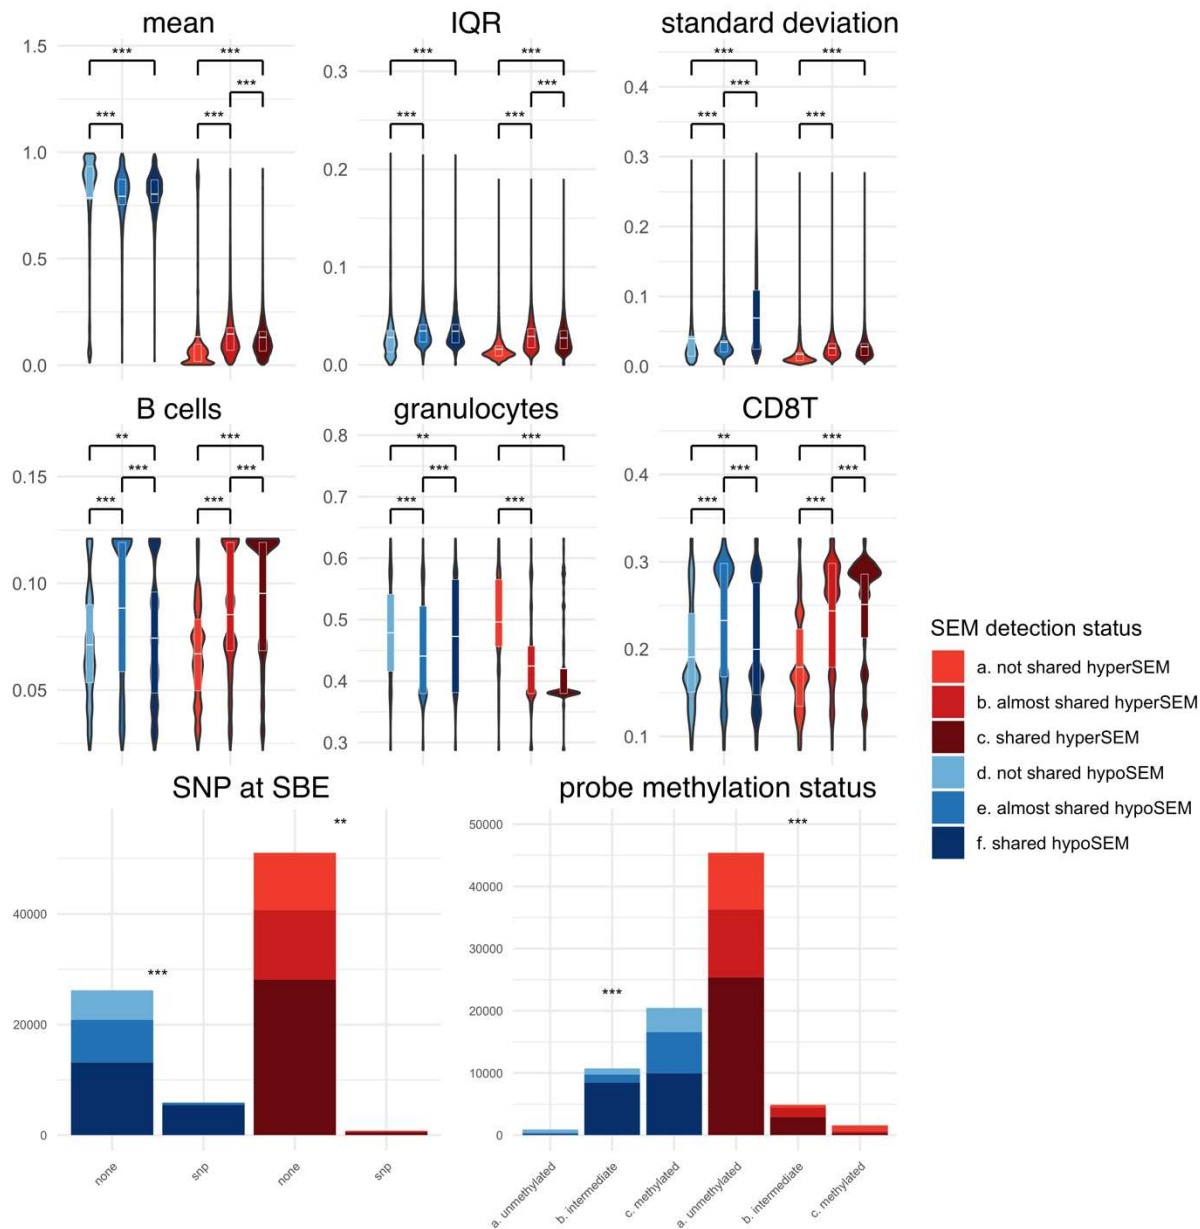 mean
IQR
standard deviation
1.5
1.0
0.5
0.0
*** ***
***
*** ***
0.3
0.2
0.1
0.0
*** ***
***
*** ***
0.4
0.3
0.2
0.1
0.0
*** ***
*** 
*** ***
B cells
granulocytes
CD8T
0.15
0.10
0.05
** ***
*** ***
*** ***
0.8
0.7
0.6
0.5
0.4
0.3
** ***
***
*** ***
0.4
0.3
0.2
0.1
** ***
*** ***
*** ***
SEM detection status
a. not shared hyperSEM
b. almost shared hyperSEM
c. shared hyperSEM
d. not shared hypoSEM
e. almost shared hypoSEM
f. shared hypoSEM
SNP at SBE
40000
20000
0
**
***
none
snp
none
snp
probe methylation status
50000
40000
30000
20000
10000
0
***
***
a. unmethylated
b. intermediate
c. methylated
a. unmethylated
b. intermediate
c. methylated